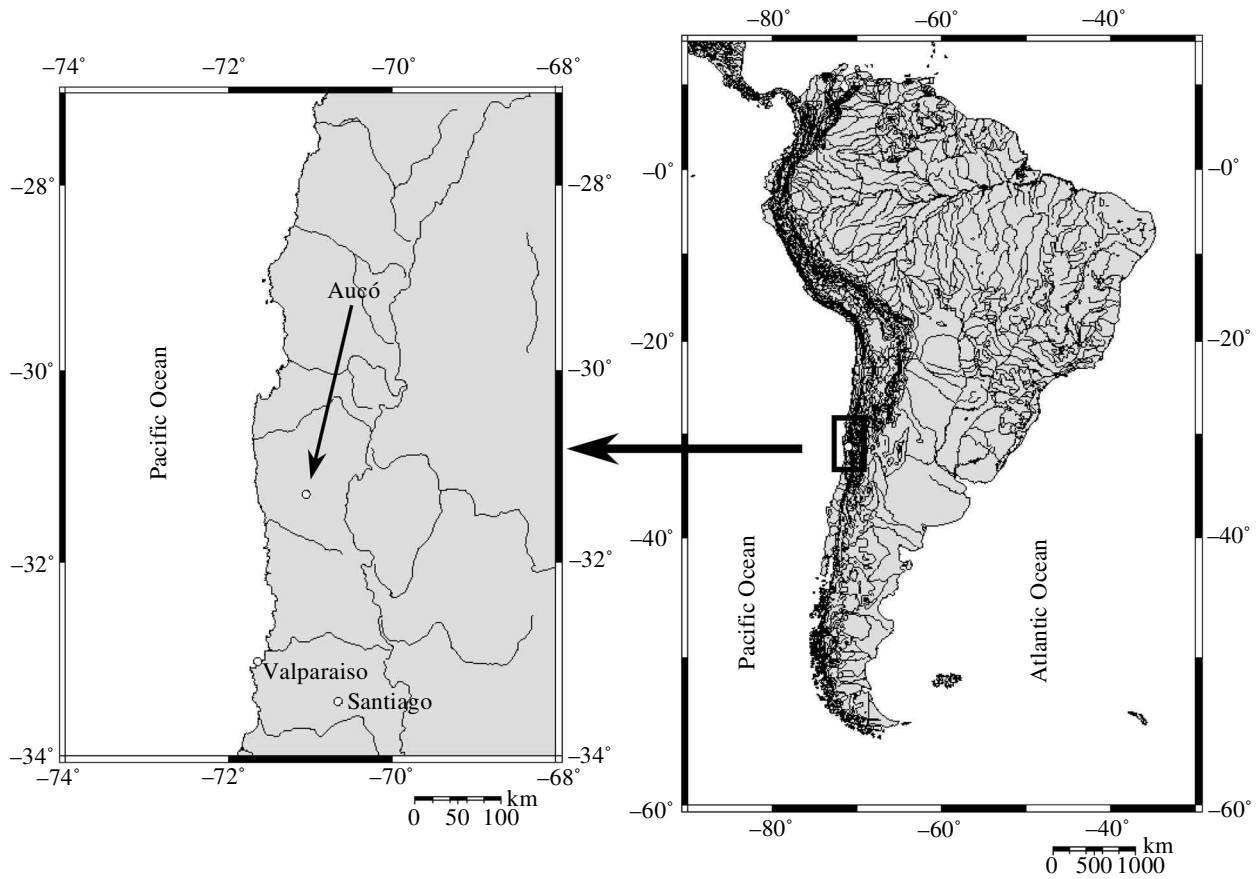 −74 −72 −70 −68
−28˚ −28˚
Aucó
−30˚ −30˚
Pacific Ocean
−32˚ −32˚
Valparaiso
Santiago
−34˚ −34˚
−74˚ −72˚ −70˚ −68˚
km
0 50 100
−80˚ −60˚ −40˚
−0˚ −0˚
−20˚ −20˚
−40˚ −40˚
Pacific Ocean
Atlantic Ocean
−60˚ −60˚
−80˚ −60˚ −40˚
km
0 500 1000